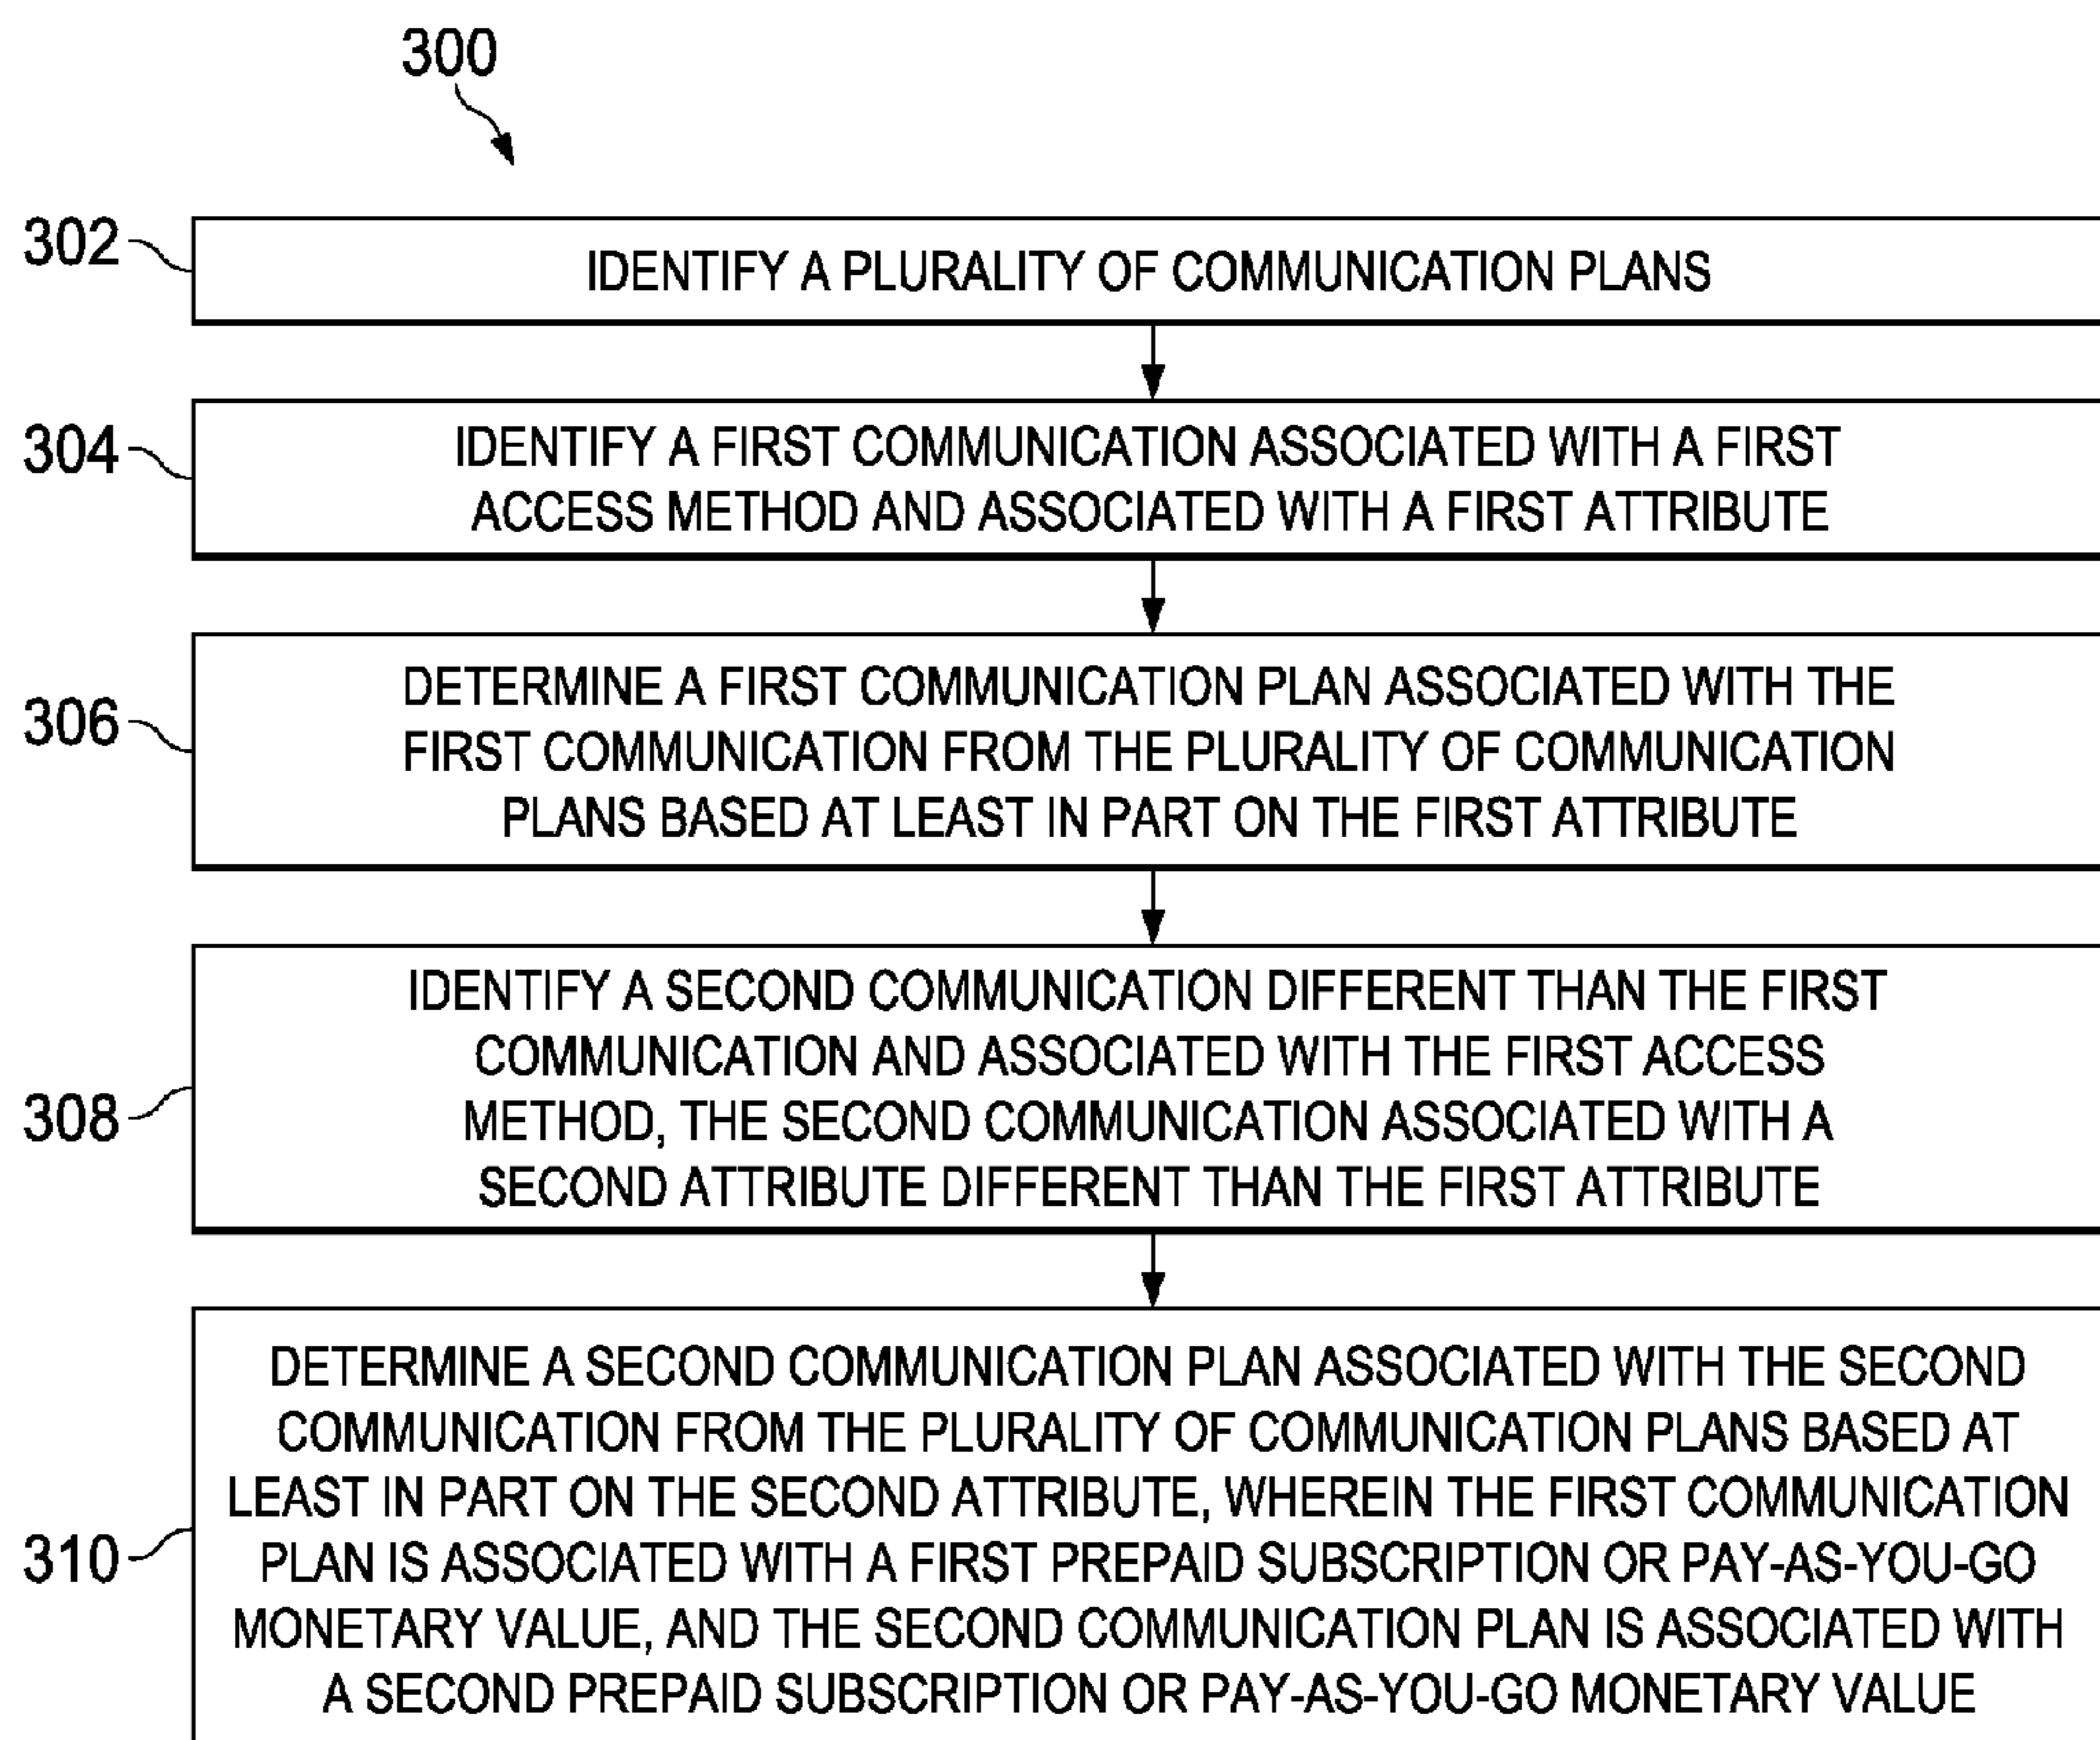 300
302
IDENTIFY A PLURALITY OF COMMUNICATION PLANS
304
IDENTIFY A FIRST COMMUNICATION ASSOCIATED WITH A FIRST
ACCESS METHOD AND ASSOCIATED WITH A FIRST ATTRIBUTE
306
DETERMINE A FIRST COMMUNICATION PLAN ASSOCIATED WITH THE
FIRST COMMUNICATION FROM THE PLURALITY OF COMMUNICATION
PLANS BASED AT LEAST IN PART ON THE FIRST ATTRIBUTE
308
IDENTIFY A SECOND COMMUNICATION DIFFERENT THAN THE FIRST
COMMUNICATION AND ASSOCIATED WITH THE FIRST ACCESS
METHOD, THE SECOND COMMUNICATION ASSOCIATED WITH A
SECOND ATTRIBUTE DIFFERENT THAN THE FIRST ATTRIBUTE
310
DETERMINE A SECOND COMMUNICATION PLAN ASSOCIATED WITH THE SECOND
COMMUNICATION FROM THE PLURALITY OF COMMUNICATION PLANS BASED AT
LEAST IN PART ON THE SECOND ATTRIBUTE, WHEREIN THE FIRST COMMUNICATION
PLAN IS ASSOCIATED WITH A FIRST PREPAID SUBSCRIPTION OR PAY-AS-YOU-GO
MONETARY VALUE, AND THE SECOND COMMUNICATION PLAN IS ASSOCIATED WITH
A SECOND PREPAID SUBSCRIPTION OR PAY-AS-YOU-GO MONETARY VALUE